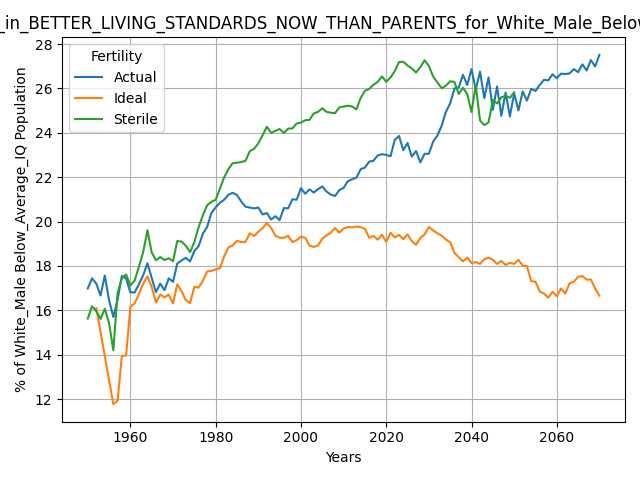 _in_BETTER_LIVING_STANDARDS_NOW_THAN_PARENTS_for_White_Male_Below
Fertility
Actual
Ideal
Sterile
% of White_Male Below_Average_IQ Population
28
26
24
22
20
18
16
14
12
1960 1980 2000 2020 2040 2060
Years